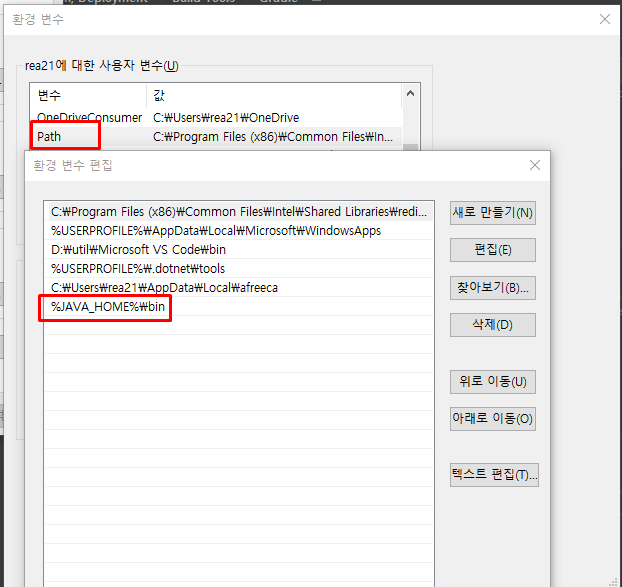 Deployment
Build Tools
Gradle
환경 변수
rea21에 대한 사용자 변수(U)
변수 값
OneDriveConsumer C:₩Users₩rea21₩OneDrive
Path C:₩Program Files (x86)₩Common Files₩In...
환경 변수 편집
C:₩Program Files (x86)₩Common Files₩Intel₩Shared Libraries₩redi...
%USERPROFILE%₩AppData₩Local₩Microsoft₩WindowsApps
D:₩util₩Microsoft VS Code₩bin
%USERPROFILE%₩.dotnet₩tools
C:₩Users₩rea21₩AppData₩Local₩afreeca
%JAVA_HOME%₩bin
새로 만들기(N)
편집(E)
찾아보기(B)...
삭제(D)
위로 이동(U)
아래로 이동(O)
텍스트 편집(T)...